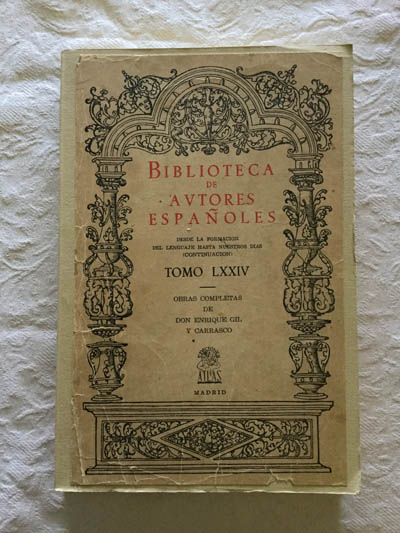 BIBLIOTECA
DE
AVTORES
ESPAÑOLES
DESDE LA FORMACION
DEL LENGUAJE HASTA NUESTROS DIAS
(CONTINUACION)
TOMO LXXIV
OBRAS COMPLETAS
DE
DON ENRIQUE GIL
Y CARRASCO
ATLAS
MADRID